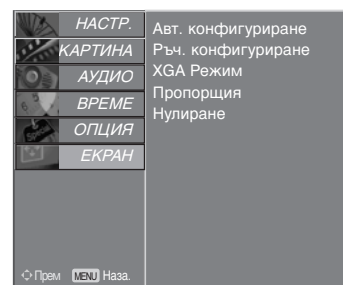 НАСТР.
КАРТИНА
АУДИО
ВРЕМЕ
ОПЦИЯ
ЕКРАН
Авт. конфигуриране
Ръч. конфигуриране
XGA Режим
Пропорция
Нулиране
Прем MENU Наза.